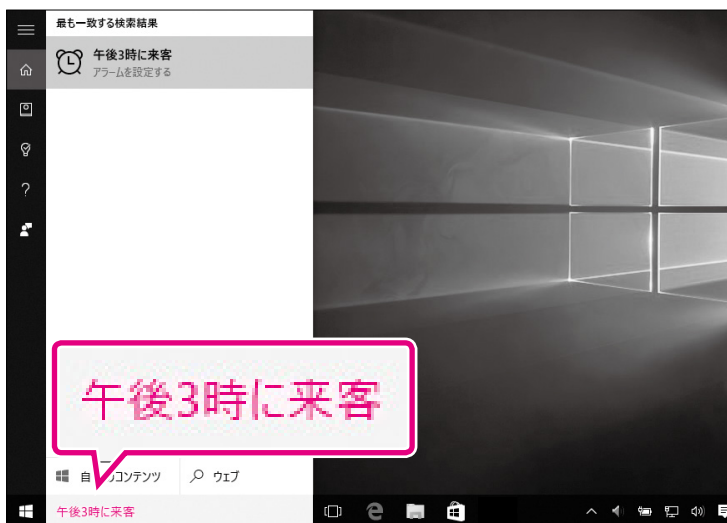 最も一致する検索結果
午後3時に来客
アラームを設定する
午後3時に来客
自 コンテンツ
ウェブ
午後3時に来客